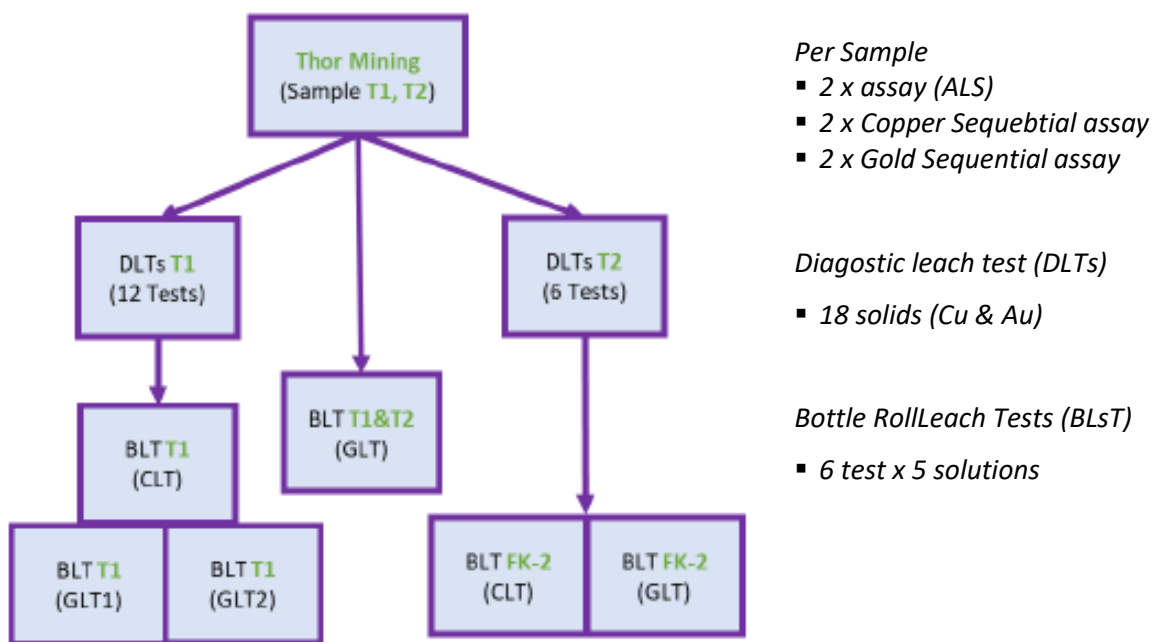 Thor Mining
(Sample T1, T2)
DLTs T1
(12 Tests)
DLTs T2
(6 Tests)
BLT T1&T2
(GLT)
BLT T1
(CLT)
BLT T1
(GLT1)
BLT T1
(GLT2)
BLT FK-2
(CLT)
BLT FK-2
(GLT)
Per Sample
▪ 2 x assay (ALS)
▪ 2 x Copper Sequebtial assay
▪ 2 x Gold Sequential assay
Diagostic leach test (DLTs)
▪ 18 solids (Cu & Au)
Bottle RollLeach Tests (BLsT)
▪ 6 test x 5 solutions